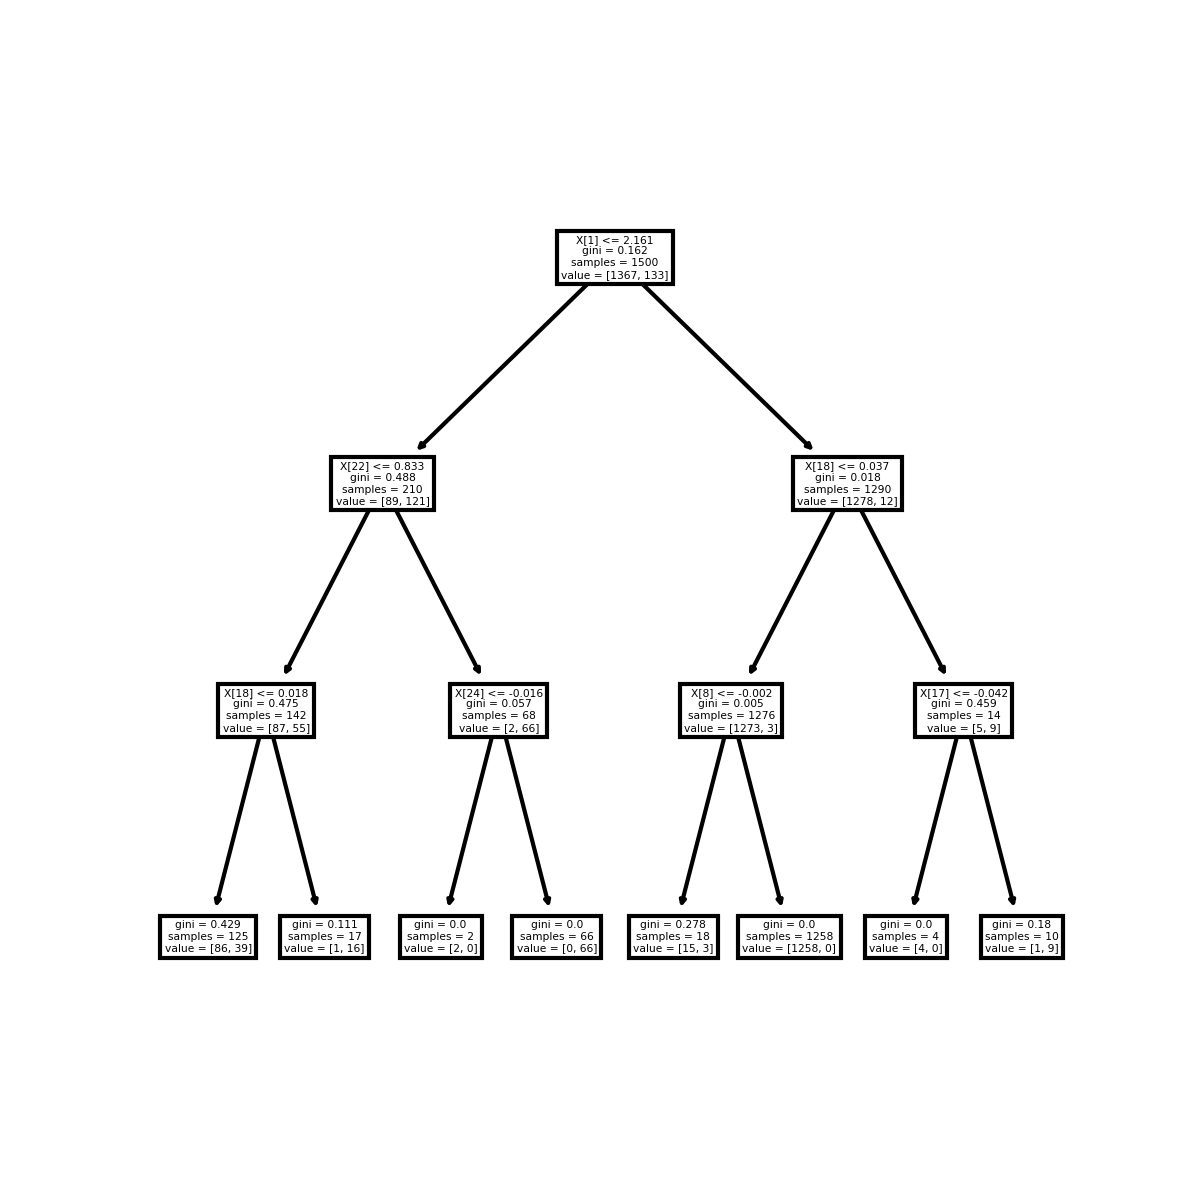 X[1] <= 2.161
gini = 0.162
samples = 1500
value = [1367, 133]
X[22] <= 0.833
gini = 0.488
samples = 210
value = [89, 121]
X[18] <= 0.037
gini = 0.018
samples = 1290
value = [1278, 12]
X[18] <= 0.018
gini = 0.475
samples = 142
value = [87, 55]
X[24] <= -0.016
gini = 0.057
samples = 68
value = [2, 66]
X[8] <= -0.002
gini = 0.005
samples = 1276
value = [1273, 3]
X[17] <= -0.042
gini = 0.459
samples = 14
value = [5, 9]
gini = 0.429
samples = 125
value = [86, 39]
gini = 0.111
samples = 17
value = [1, 16]
gini = 0.0
samples = 2
value = [2, 0]
gini = 0.0
samples = 66
value = [0, 66]
gini = 0.278
samples = 18
value = [15, 3]
gini = 0.0
samples = 1258
value = [1258, 0]
gini = 0.0
samples = 4
value = [4, 0]
gini = 0.18
samples = 10
value = [1, 9]